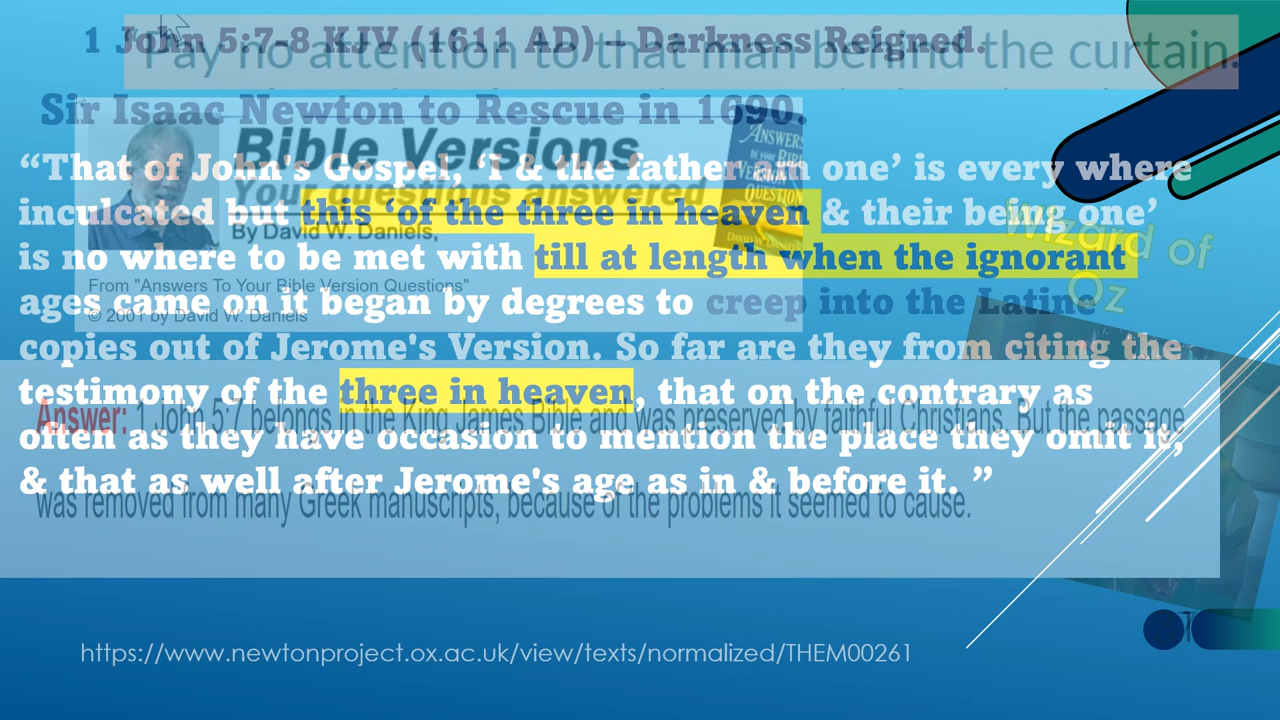 1 John 5:7-8 KJV (1611 AD) – Darkness Reigned.
"Pay no attention to that man behind the curtain.
Sir Isaac Newton to Rescue in 1690.
Bible Versions
Your questions answered
By David W. Daniels,
From "Answers To Your Bible Version Questions"
© 2001 by David W. Daniels
ANSWERS
TO YOUR
BIBLE
VERSION
QUESTIONS
DAVID W. DANIELS
“That of John's Gospel, ‘I & the father am one’ is every where
inculcated but this ‘of the three in heaven & their being one’
is no where to be met with till at length when the ignorant
ages came on it began by degrees to creep into the Latine
copies out of Jerome's Version. So far are they from citing the
testimony of the three in heaven, that on the contrary as
often as they have occasion to mention the place they omit it,
& that as well after Jerome's age as in & before it. ”
Wizard of
Oz
Answer: 1 John 5:7 belongs in the King James Bible and was preserved by faithful Christians. But the passage
was removed from many Greek manuscripts, because of the problems it seemed to cause.
https://www.newtonproject.ox.ac.uk/view/texts/normalized/THEM00261